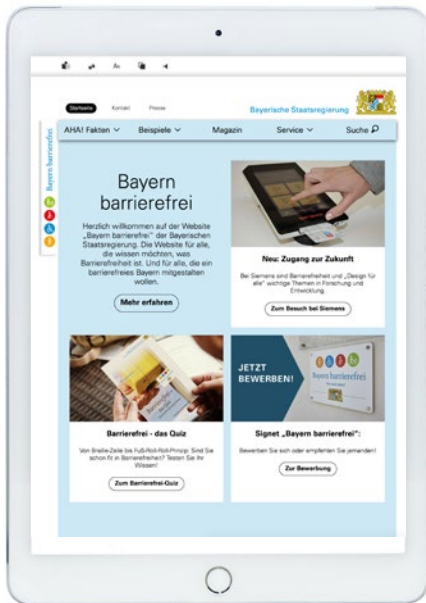 Startseite
Kontakt
Presse
Bayerische Staatsregierung
AHA! Fakten
Beispiele
Magazin
Service
Suche
Bayern barrierefrei
Bayern
barrierefrei
Herzlich willkommen auf der Website
„Bayern barrierefrei“ der Bayerischen
Staatsregierung. Die Website für alle,
die wissen möchten, was
Barrierefreiheit ist. Und für alle, die ein
barrierefreies Bayern mitgestalten
wollen.
Mehr erfahren
Neu: Zugang zur Zukunft
Bei Siemens sind Barrierefreiheit und „Design für
alle“ wichtige Themen in Forschung und
Entwicklung.
Zum Besuch bei Siemens
Barrierefrei - das Quiz
Von Braille-Zeile bis Fuß-Roll-Roll-Prinzip: Sind Sie
schon fit in Barrierefreiheit? Testen Sie Ihr
Wissen!
Zum Barrierefrei-Quiz
JETZT
BEWERBEN!
Bayern barrierefrei
Signet „Bayern barrierefrei“:
Bewerben Sie sich oder empfehlen Sie jemanden!
Zur Bewerbung